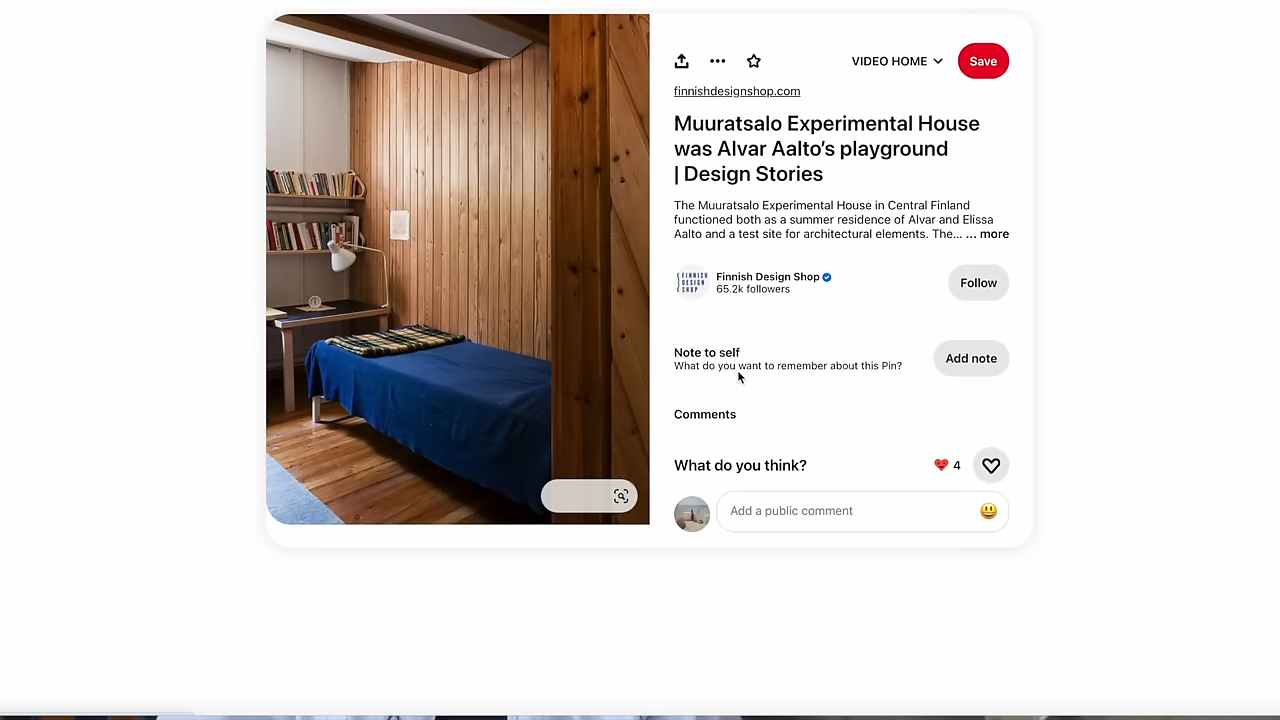 VIDEO HOME
Save
finnishdesignshop.com
Muuratsalo Experimental House
was Alvar Aalto’s playground
| Design Stories
The Muuratsalo Experimental House in Central Finland
functioned both as a summer residence of Alvar and Elissa
Aalto and a test site for architectural elements. The... ... more
FINNISH
DESIGN
SHOP
Finnish Design Shop
65.2k followers
Follow
Note to self
What do you want to remember about this Pin?
Add note
Comments
What do you think?
4
Add a public comment